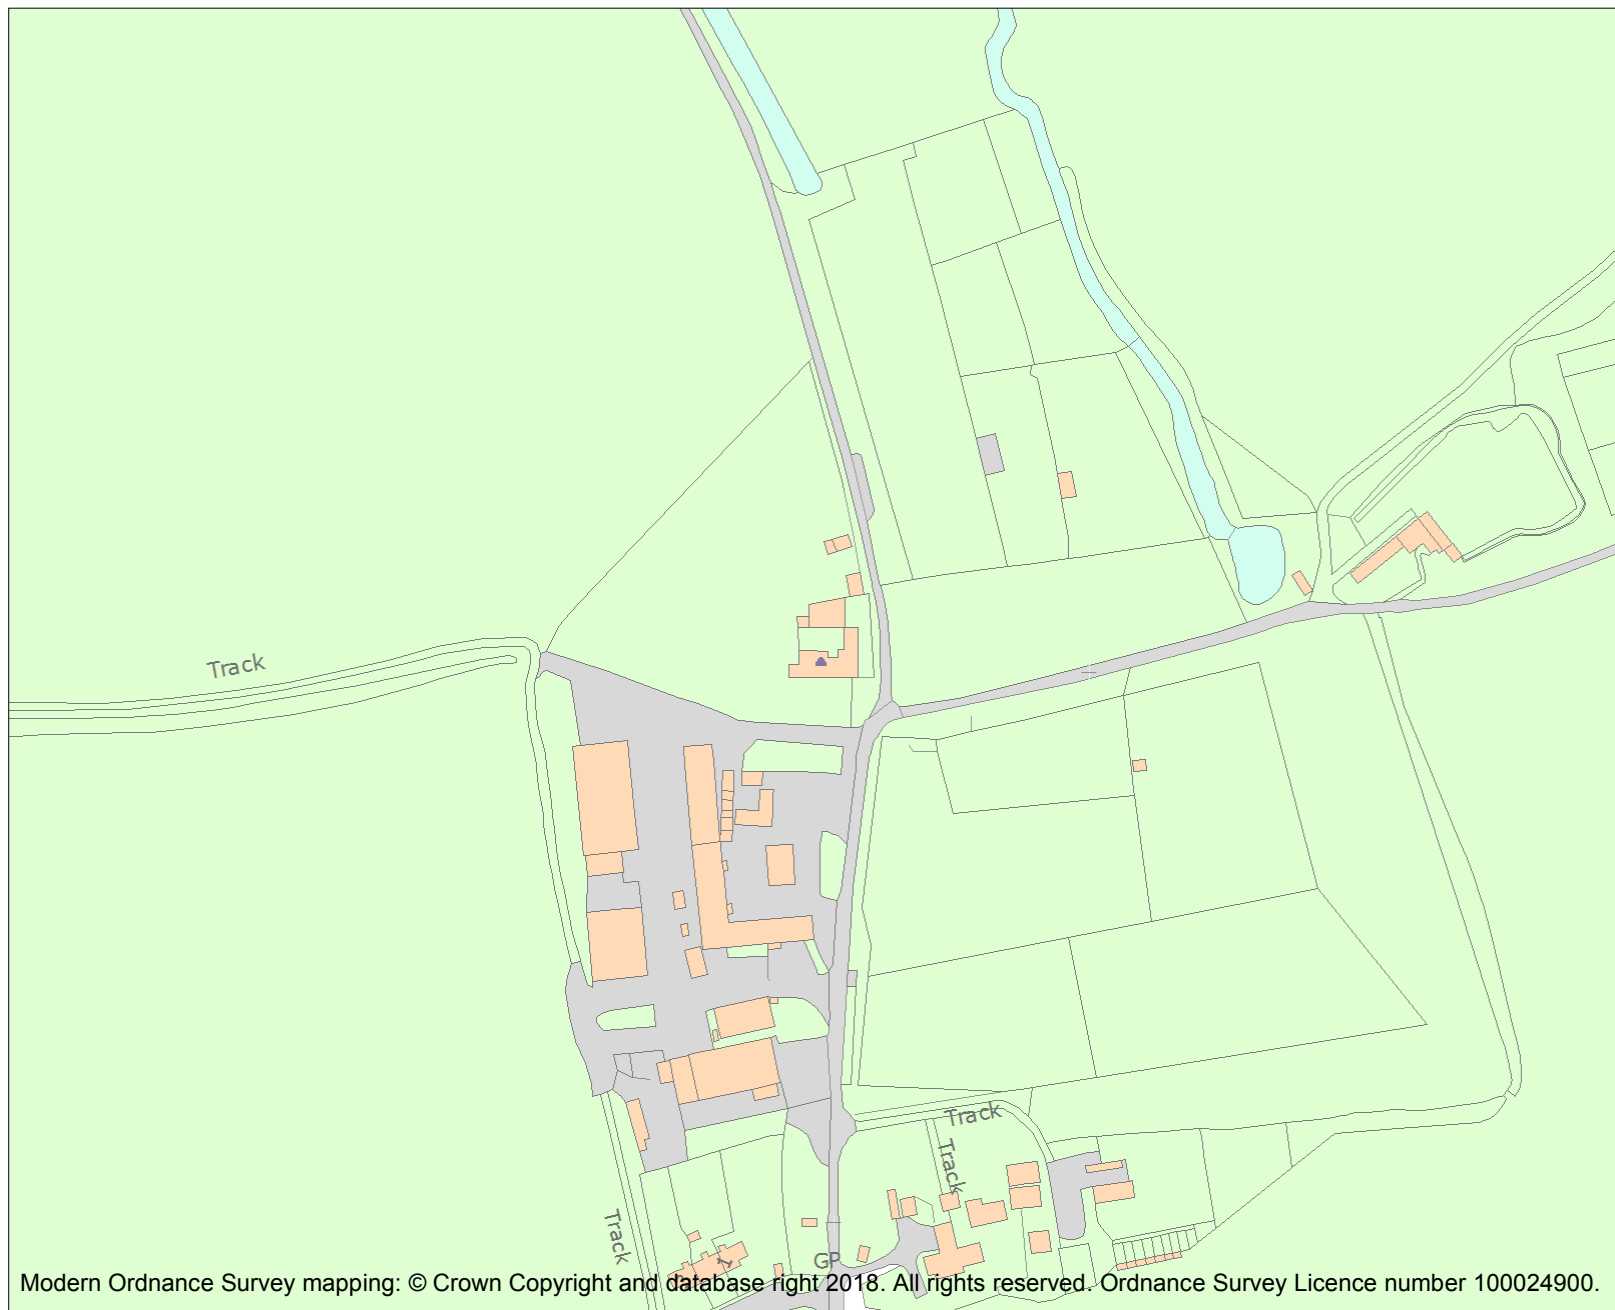 Track
Track
Track
Track
GP
1
Modern Ordnance Survey mapping: © Crown Copyright and database right 2018. All rights reserved. Ordnance Survey Licence number 100024900.